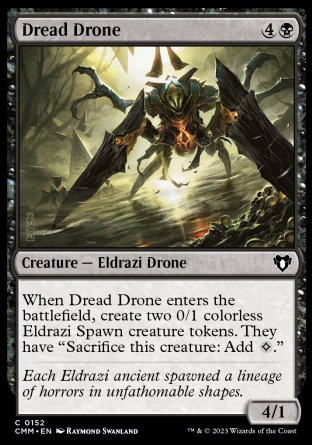 Dread Drone 4
Creature — Eldrazi Drone
When Dread Drone enters the
battlefield, create two 0/1 colorless
Eldrazi Spawn creature tokens. They
have “Sacrifice this creature: Add .”
Each Eldrazi ancient spawned a lineage
of horrors in unfathomable shapes.
4/1
C 0152
CMM • EN RAYMOND SWANLAND
™ & © 2023 Wizards of the Coast